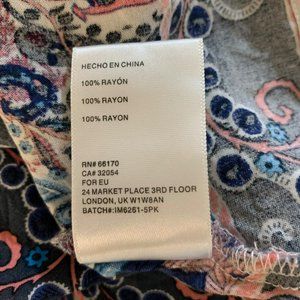 HECHO EN CHINA
100% RAYÓN
100% RAYON
100% RAYON
RN# 66170
CA# 32054
FOR EU
24 MARKET PLACE 3RD FLOOR
LONDON, UK W1W8AN
BATCH#:IM6261-5PK